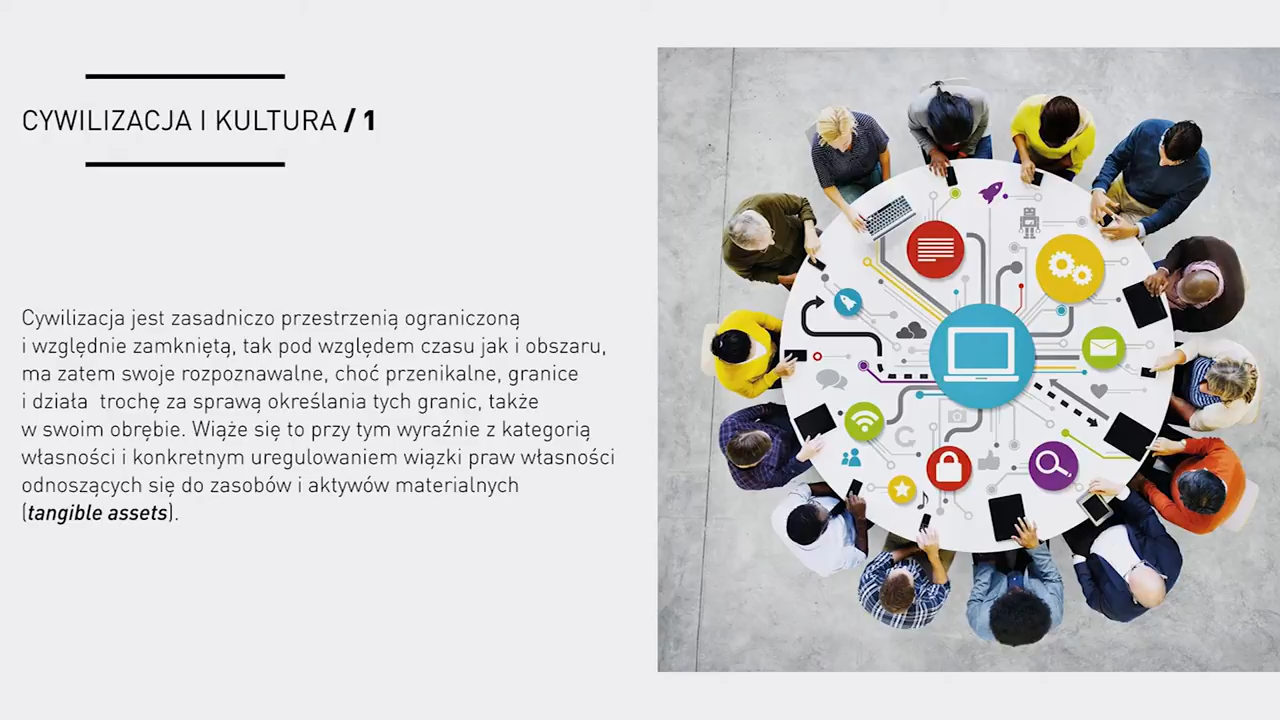 CYWILIZACJA I KULTURA / 1
Cywilizacja jest zasadniczo przestrzenią ograniczoną
i względnie zamkniętą, tak pod względem czasu jak i obszaru,
ma zatem swoje rozpoznawalne, choć przenikalne, granice
i działa trochę za sprawą określania tych granic, także
w swoim obrębie. Wiąże się to przy tym wyraźnie z kategorią
własności i konkretnym uregulowaniem wiązki praw własności
odnoszących się do zasobów i aktywów materialnych
(tangible assets).